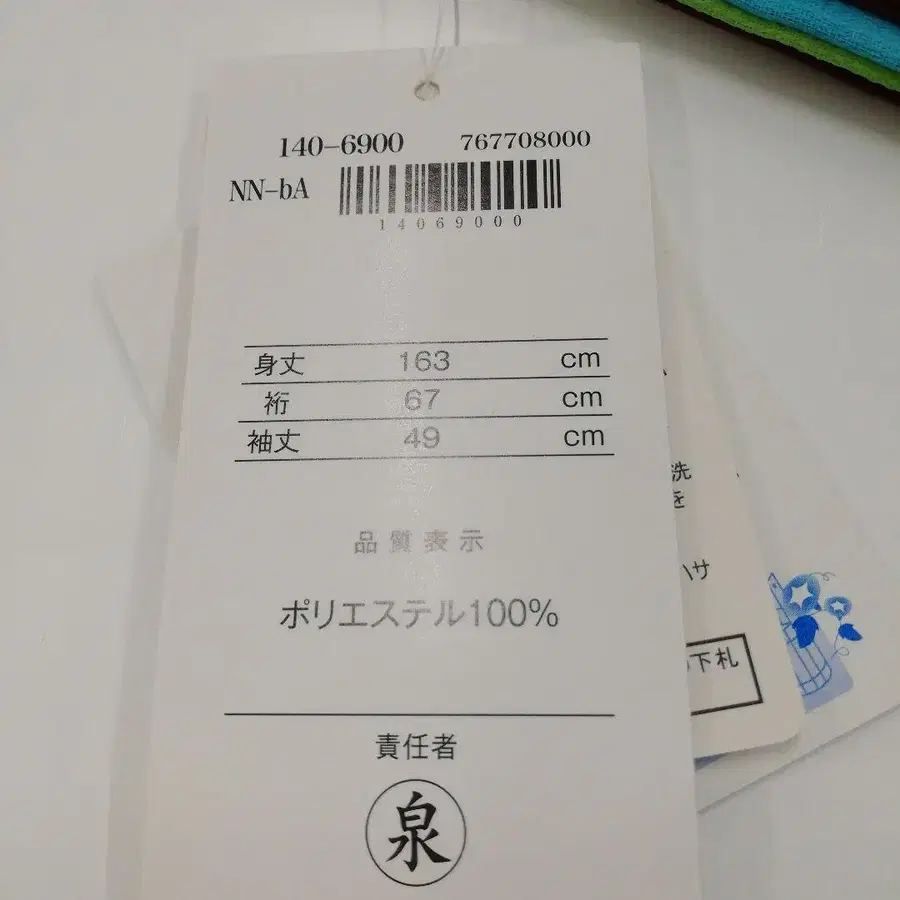 140-6900 767708000
NN-bA
14069000
身丈 163 cm
裄 67 cm
袖丈 49 cm
品質表示
ポリエステル100%
責任者
泉
洗
を
ハサ
下札